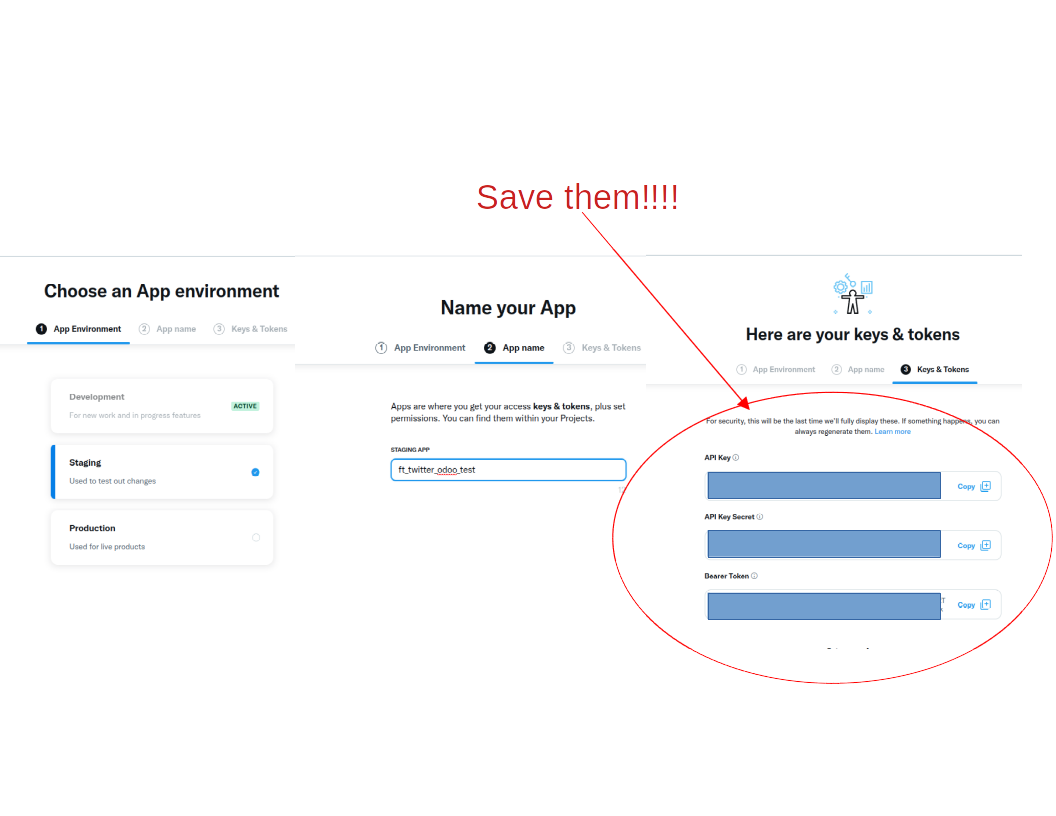 Save them!!!!
Choose an App environment
1 App Environment 2 App name 3 Keys & Tokens
Development
For new work and in progress features
ACTIVE
Staging
Used to test out changes
Production
Used for live products
Name your App
1 App Environment 2 App name 3 Keys & Tokens
Apps are where you get your access keys & tokens, plus set
permissions. You can find them within your Projects.
STAGING APP
ft_twitter_odoo_test
Here are your keys & tokens
1 App Environment 2 App name 3 Keys & Tokens
For security, this will be the last time we'll fully display these. If something happens, you can
always regenerate them. Learn more
API Key
Copy
API Key Secret
Copy
Bearer Token
T
Copy